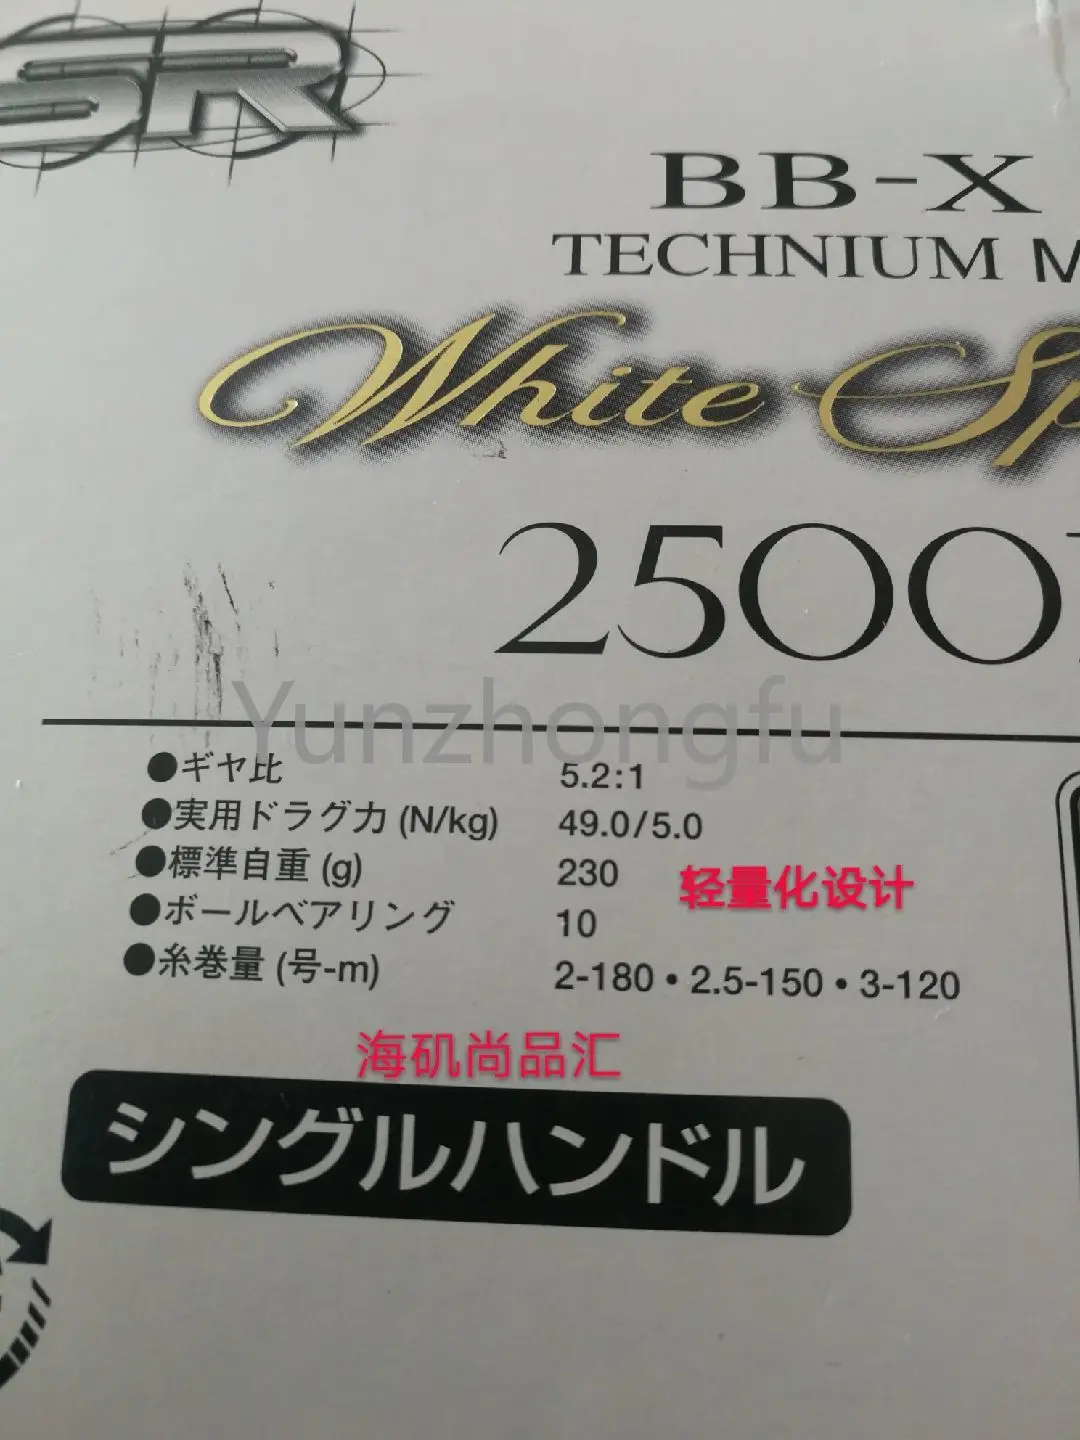 SR
BB-X
TECHNIUM M
White Sp
2500
Yunzhongfu
●ギヤ比 5.2:1
●実用ドラグ力 (N/kg) 49.0/5.0
●標準自重 (g) 230
轻量化设计
●ボールベアリング 10
●糸巻量 (号-m) 2-180・2.5-150・3-120
海矶尚品汇
シングルハンドル